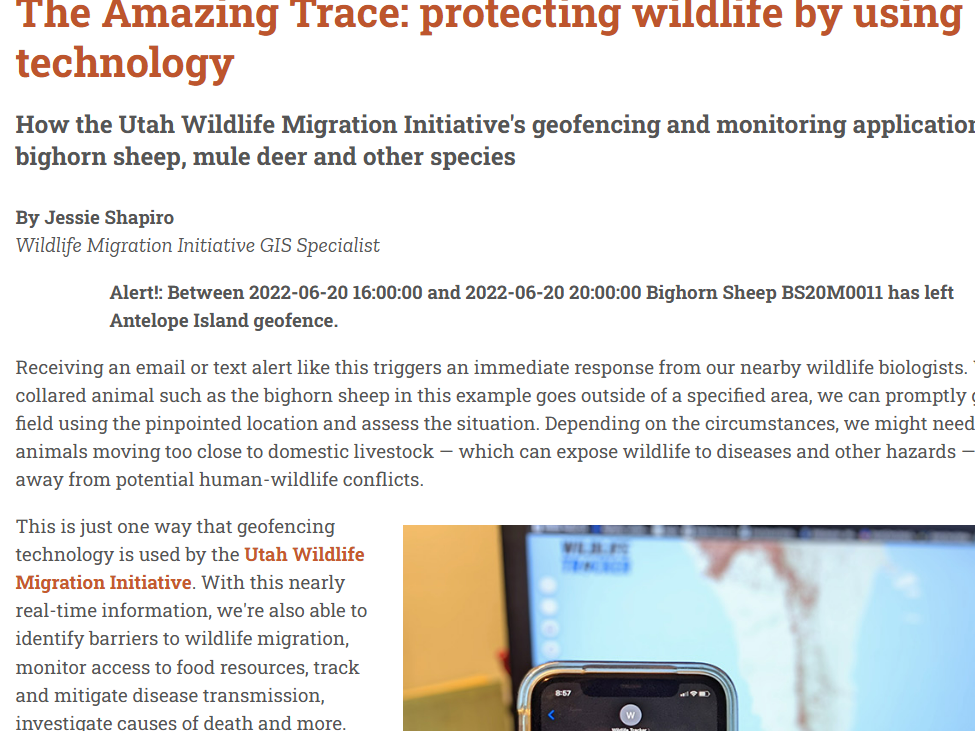 The Amazing Trace: protecting wildlife by using
technology
How the Utah Wildlife Migration Initiative's geofencing and monitoring application
bighorn sheep, mule deer and other species
By Jessie Shapiro
Wildlife Migration Initiative GIS Specialist
Alert!: Between 2022-06-20 16:00:00 and 2022-06-20 20:00:00 Bighorn Sheep BS20M0011 has left
Antelope Island geofence.
Receiving an email or text alert like this triggers an immediate response from our nearby wildlife biologists.
collared animal such as the bighorn sheep in this example goes outside of a specified area, we can promptly
field using the pinpointed location and assess the situation. Depending on the circumstances, we might need
animals moving too close to domestic livestock — which can expose wildlife to diseases and other hazards —
away from potential human-wildlife conflicts.
This is just one way that geofencing
technology is used by the Utah Wildlife
Migration Initiative. With this nearly
real-time information, we're also able to
identify barriers to wildlife migration,
monitor access to food resources, track
and mitigate disease transmission,
investigate causes of death and more.
WILDLIFE
TRACKER
8:57
W
Wildlife Tracker